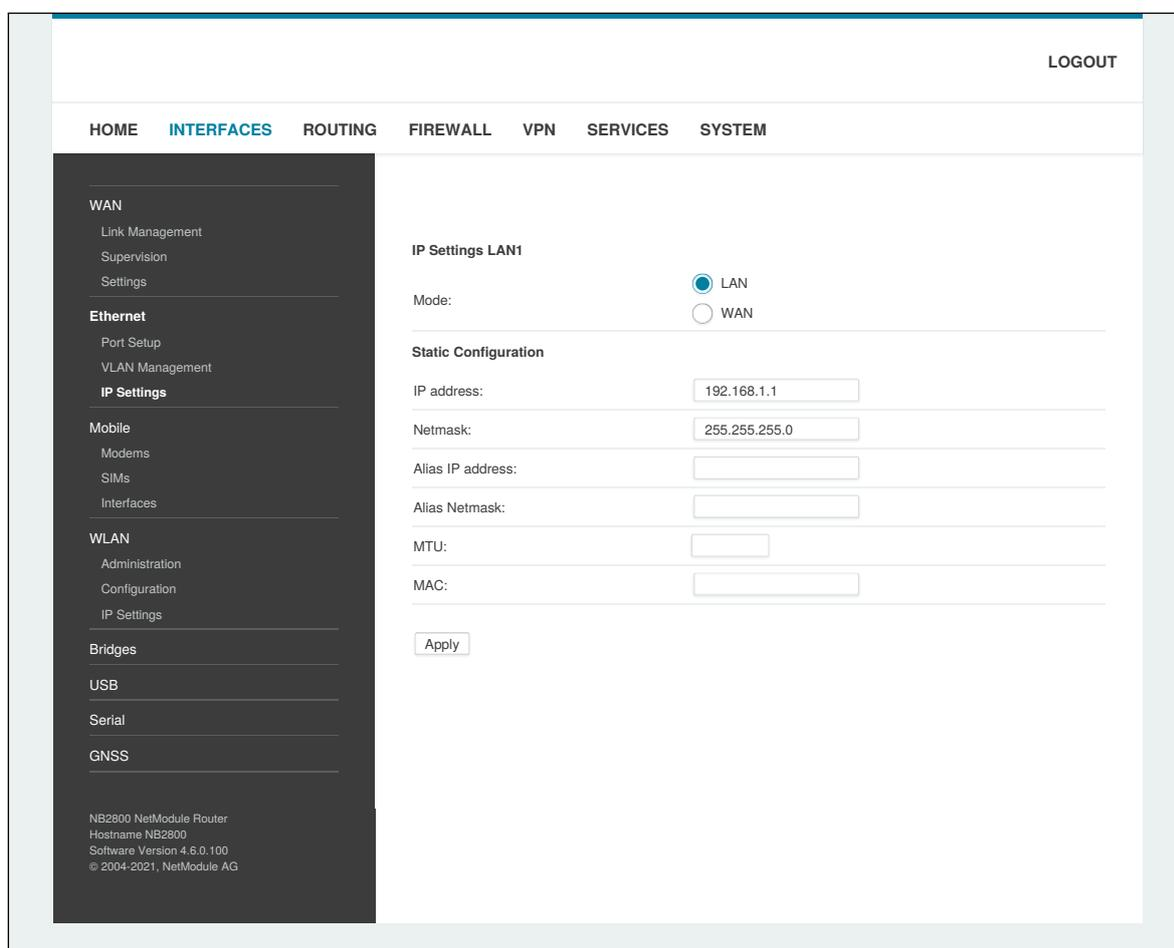 LOGOUT
HOME INTERFACES ROUTING FIREWALL VPN SERVICES SYSTEM
WAN
Link Management
Supervision
Settings
Ethernet
Port Setup
VLAN Management
IP Settings
Mobile
Modems
SIMs
Interfaces
WLAN
Administration
Configuration
IP Settings
Bridges
USB
Serial
GNSS
NB2800 NetModule Router
Hostname NB2800
Software Version 4.6.0.100
© 2004-2021, NetModule AG
IP Settings LAN1
Mode:
LAN
WAN
Static Configuration
IP address: 192.168.1.1
Netmask: 255.255.255.0
Alias IP address:
Alias Netmask:
MTU:
MAC:
Apply